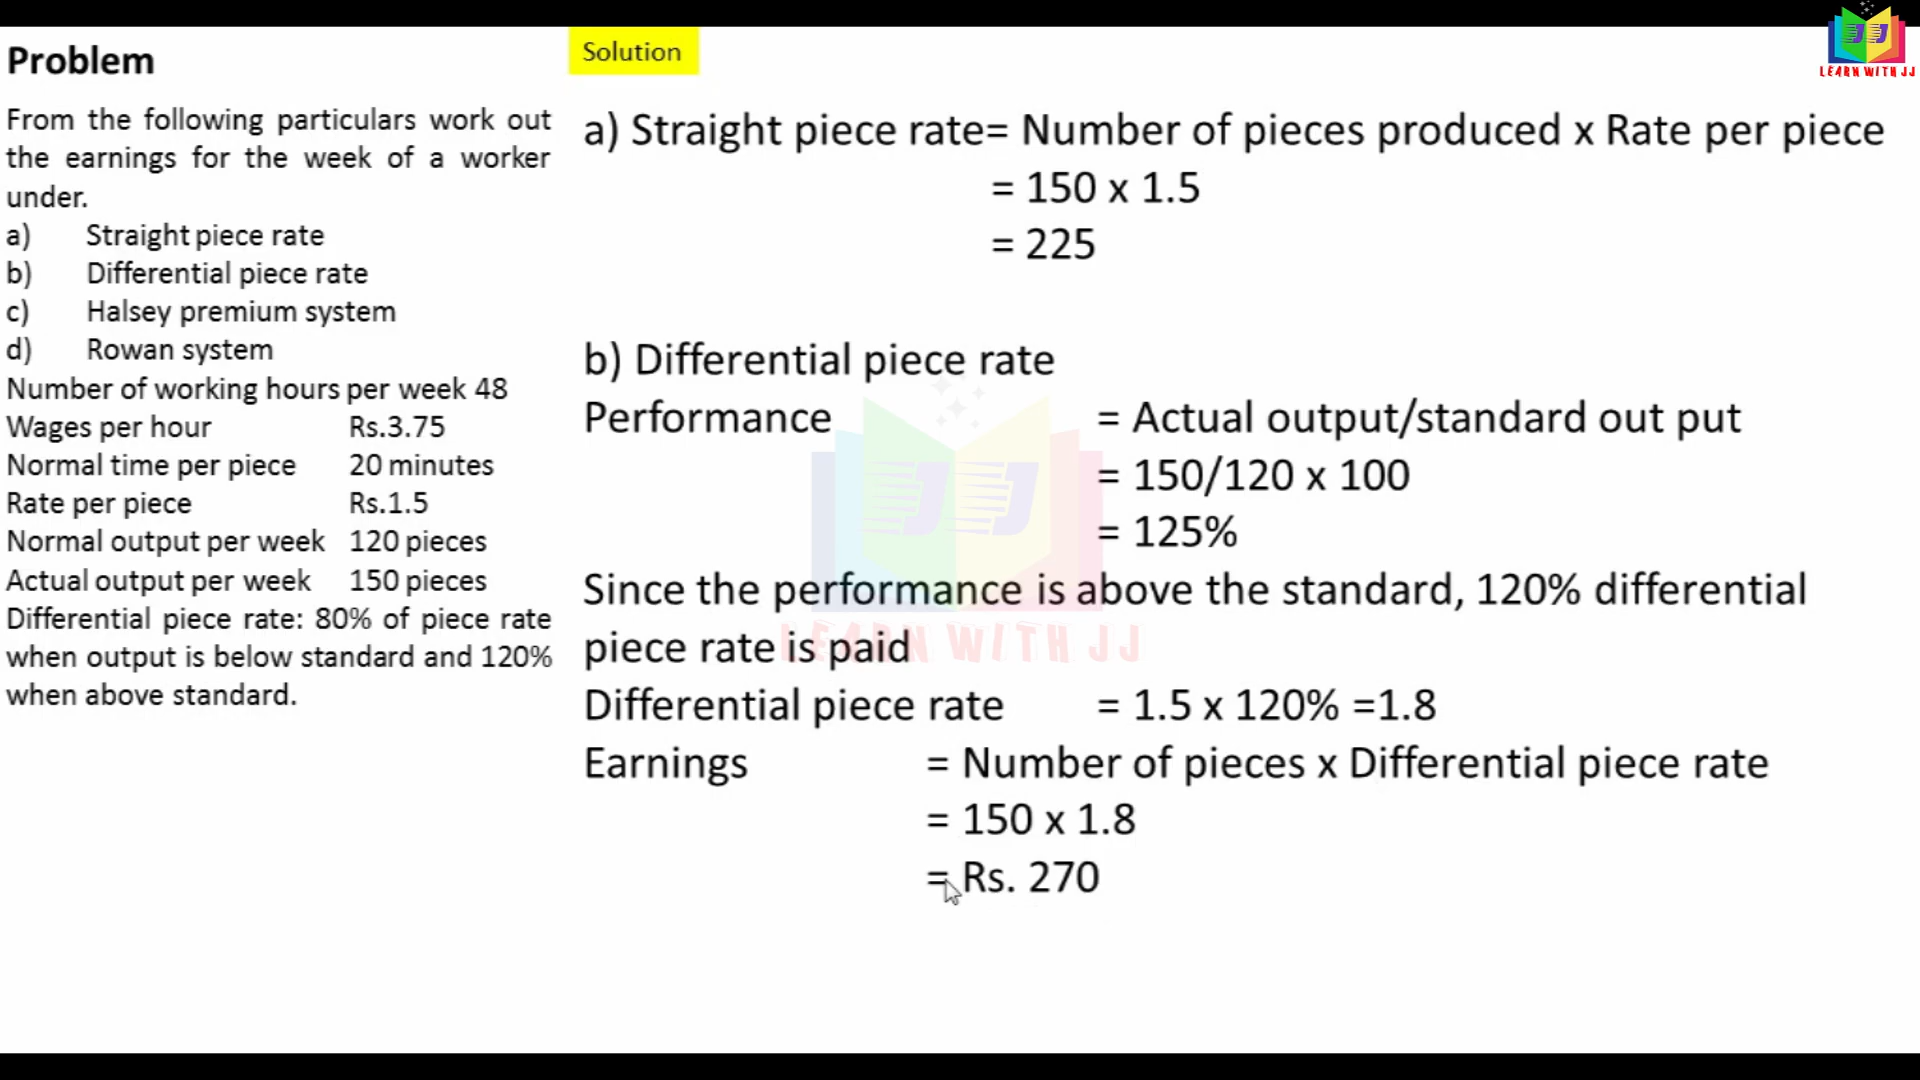 Problem
From the following particulars work out
the earnings for the week of a worker
under.
a) Straight piece rate
b) Differential piece rate
c) Halsey premium system
d) Rowan system
Number of working hours per week 48
Wages per hour Rs.3.75
Normal time per piece 20 minutes
Rate per piece Rs.1.5
Normal output per week 120 pieces
Actual output per week 150 pieces
Differential piece rate: 80% of piece rate
when output is below standard and 120%
when above standard.
Solution
a) Straight piece rate= Number of pieces produced x Rate per piece
= 150 x 1.5
= 225
b) Differential piece rate
Performance = Actual output/standard out put
= 150/120 x 100
= 125%
Since the performance is above the standard, 120% differential
piece rate is paid
Differential piece rate = 1.5 x 120% =1.8
Earnings = Number of pieces x Differential piece rate
= 150 x 1.8
= Rs. 270
JJ
LEARN WITH JJ
JJ
LEARN WITH JJ